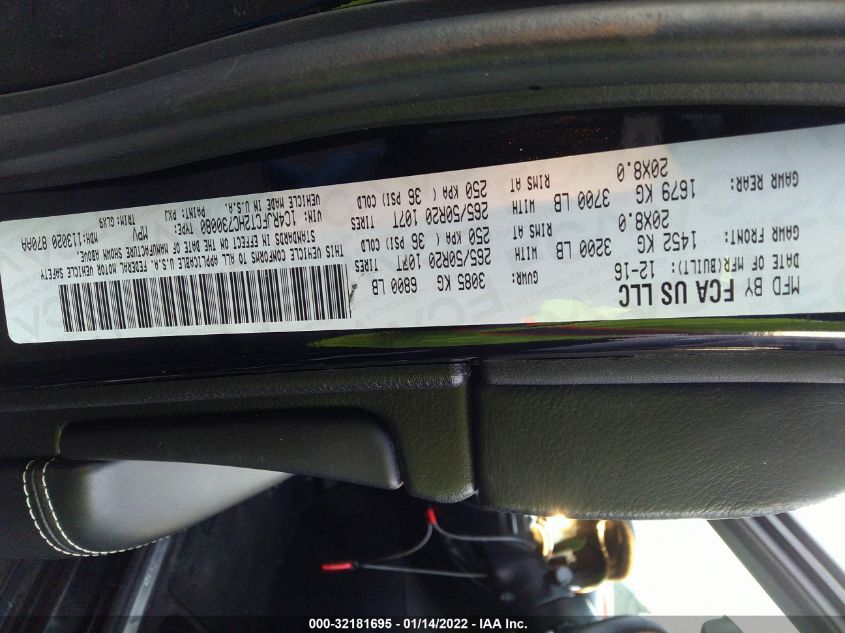 MFD BY FCA US LLC
DATE OF MFR(BUILT): 12-16 GVWR: 3085 KG 6800 LB
GAWR FRONT: 1452 KG 3200 LB WITH 265/50R20 107T TIRES
20X8.0 RIMS AT 250 KPA ( 36 PSI) COLD
GAWR REAR: 1679 KG 3700 LB WITH 265/50R20 107T TIRES
20X8.0 RIMS AT 250 KPA ( 36 PSI) COLD
THIS VEHICLE CONFORMS TO ALL APPLICABLE U.S.A. FEDERAL MOTOR VEHICLE SAFETY
STANDARDS IN EFFECT ON THE DATE OF MANUFACTURE SHOWN ABOVE.
VIN: 1C4RJFCT2HC730080 TYPE: MPV MDH:113020 870AA
VEHICLE MADE IN U.S.A. PAINT: PXJ TRIM: GLX9
000-32181695 - 01/14/2022 - IAA Inc.